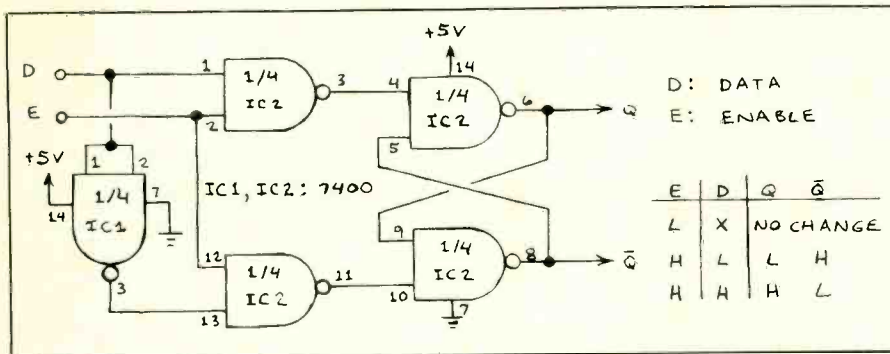 +5V
14
D
1
1/4
IC2
3
4
1/4
IC2
6
Q
D: DATA
E
2
5
E: ENABLE
+5V
1
2
14
1/4
IC1
7
IC1, IC2: 7400
3
12
1/4
IC2
11
13
9
1/4
IC2
8
Q̄
10
7
E D Q Q̄
L X NO CHANGE
H L L H
H H H L